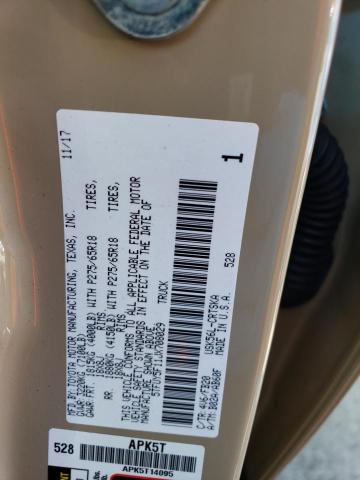 MFD. BY:
TOYOTA MOTOR MANUFACTURING, TEXAS, INC. 11/17
GVWR: 3220KG(7100LB)
GAWR: FRT. 1815KG(4000LB) WITH P275/65R18 TIRES,
18X8J RIMS
RR. 1880KG(4150LB) WITH P275/65R18 TIRES,
18X8J RIMS
THIS VEHICLE CONFORMS TO ALL APPLICABLE FEDERAL MOTOR
VEHICLE SAFETY STANDARDS IN EFFECT ON THE DATE OF
MANUFACTURE SHOWN ABOVE.
TRUCK
C/TR: 4V6/FB20
A/TM: B02A/AB60F
USK56L-CRTSKA
MADE IN U.S.A.
528
1
528
APK5T
APK5T14095